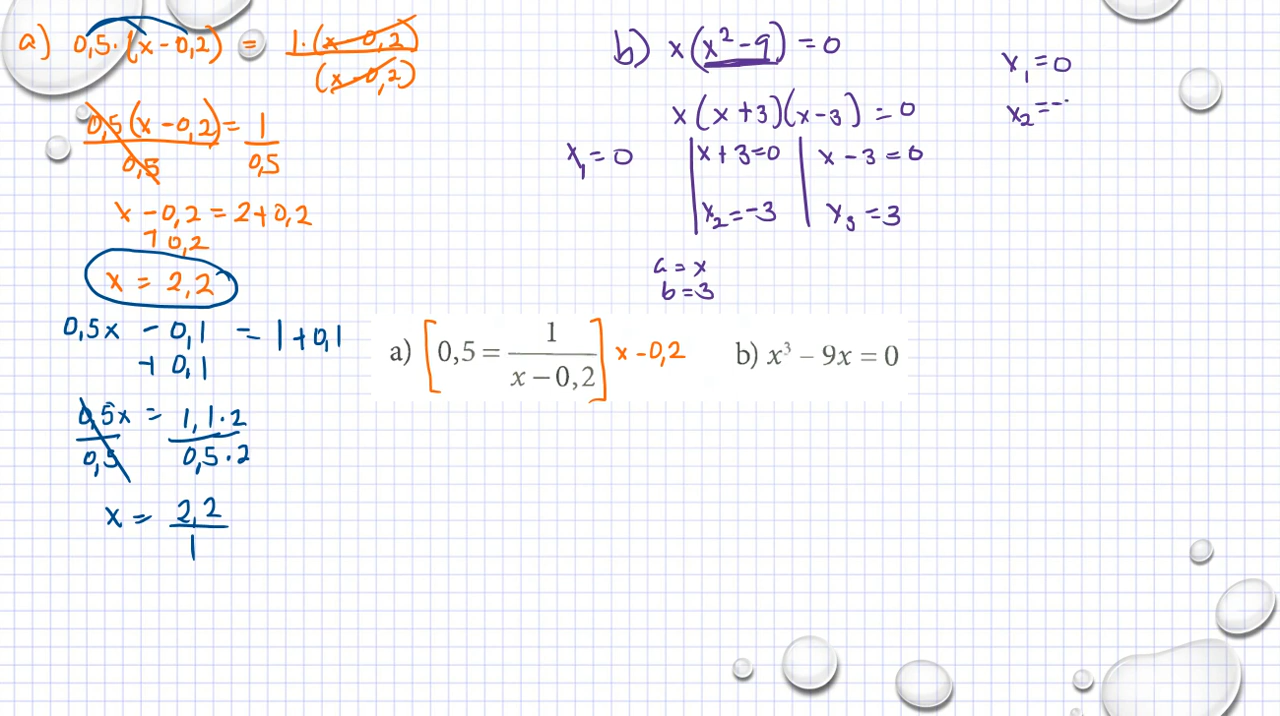 a) 0,5·(x-0,2) = 1·(x-0,2)/(x-0,2)
0,5(x-0,2)/0,5 = 1/0,5
x - 0,2 = 2 + 0,2
+ 0,2
x = 2,2
0,5x - 0,1 = 1 + 0,1
+ 0,1
0,5x/0,5 = 1,1·2/0,5·2
x = 2,2/1
a) [0,5 = 1/(x-0,2)] x - 0,2
b) x(x² - 9) = 0
x(x+3)(x-3) = 0
x₁ = 0 | x+3=0 | x-3=0
x₂ = -3 | x₃ = 3
a = x
b = 3
b) x³ - 9x = 0
x₁ = 0
x₂ = -